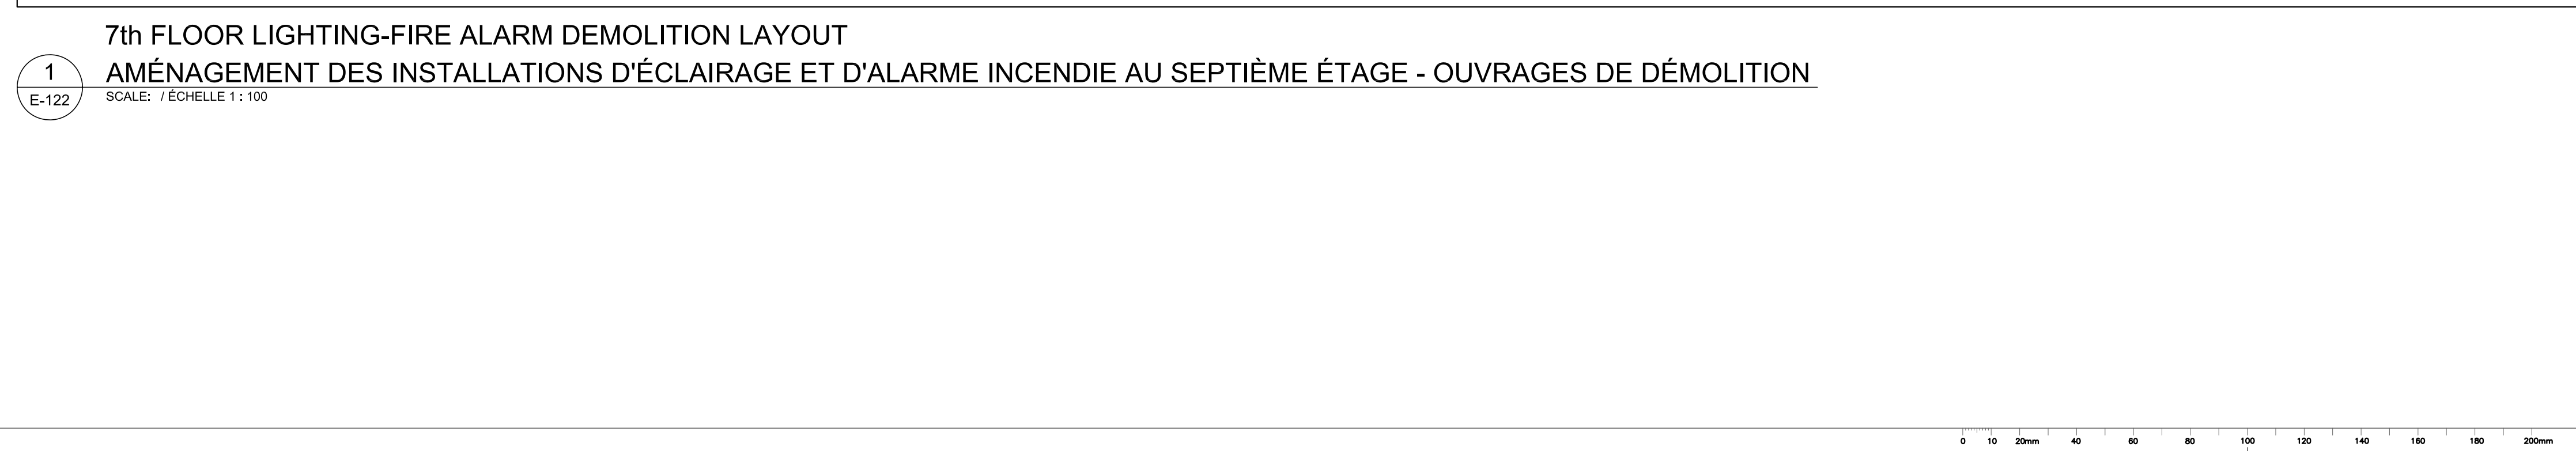 7th FLOOR LIGHTING-FIRE ALARM DEMOLITION LAYOUT
1
AMÉNAGEMENT DES INSTALLATIONS D'ÉCLAIRAGE ET D'ALARME INCENDIE AU SEPTIÈME ÉTAGE - OUVRAGES DE DÉMOLITION
E-122
SCALE: / ÉCHELLE 1 : 100
0 10 20mm 40 60 80 100 120 140 160 180 200mm